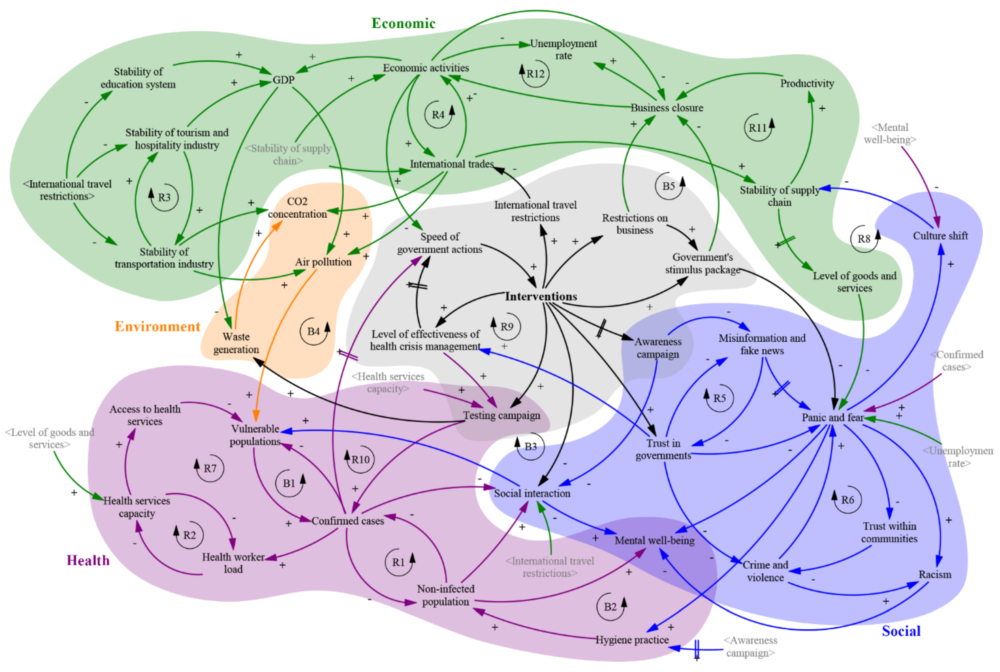 Economic
Unemployment
rate
Stability of
education system
GDP
Economic activities
R12
Productivity
Stability of tourism and
hospitality industry
R4
Business closure
R11
<Mental
well-being>
<Stability of supply
chain>
International trades
<International travel
restrictions>
R3
B5
Stability of supply
chain
CO2
concentration
International travel
restrictions
Restrictions on
business
R8
Culture shift
Speed of
government actions
Stability of
transportation industry
Air pollution
Government's
stimulus package
Level of goods and
services
Interventions
Environment
B4
R9
Waste
generation
Level of effectiveness of
health crisis management
Awareness
campaign
Misinformation and
fake news
<Confirmed
cases>
<Health services
capacity>
R5
Access to health
services
Testing campaign
Panic and fear
<Level of goods and
services>
Vulnerable
populations
B3
Trust in
governments
<Unemploymen
rate>
R7
R10
B1
Social interaction
R6
Health services
capacity
Confirmed cases
Trust within
communities
R2
Mental well-being
Health
Health worker
load
R1
<International travel
restrictions>
Crime and
violence
Racism
Non-infected
population
B2
Social
Hygiene practice
<Awareness
campaign>